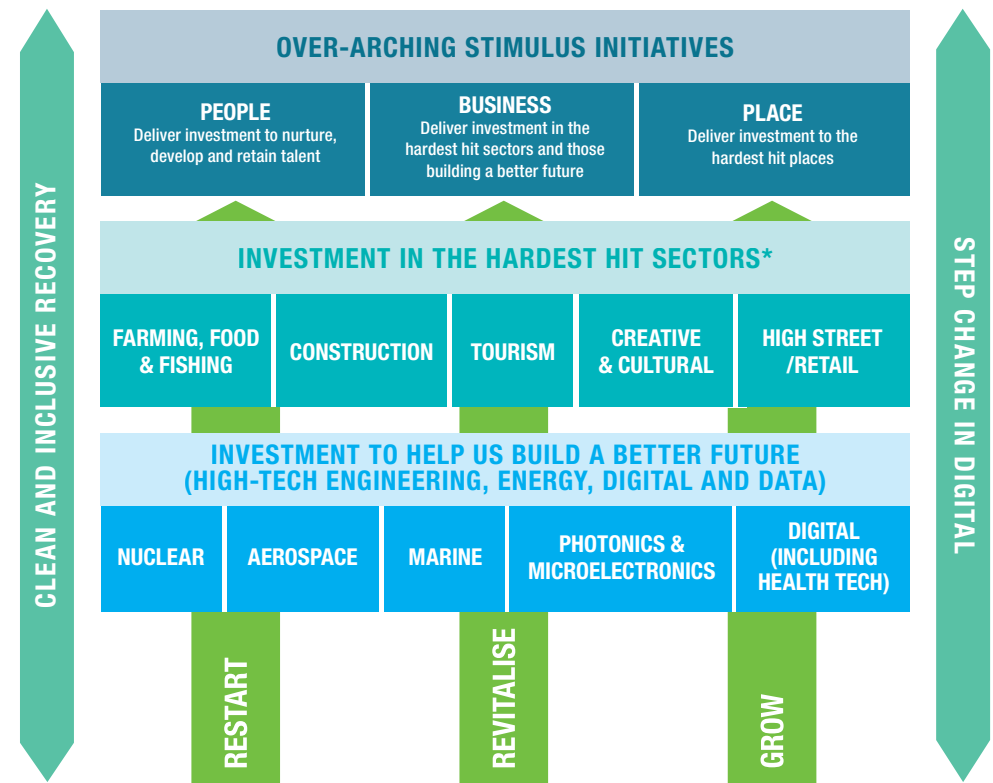 CLEAN AND INCLUSIVE RECOVERY
OVER-ARCHING STIMULUS INITIATIVES
PEOPLE
Deliver investment to nurture,
develop and retain talent
BUSINESS
Deliver investment in the
hardest hit sectors and those
building a better future
PLACE
Deliver investment to the
hardest hit places
INVESTMENT IN THE HARDEST HIT SECTORS*
FARMING, FOOD
& FISHING
CONSTRUCTION
TOURISM
CREATIVE
& CULTURAL
HIGH STREET
/RETAIL
INVESTMENT TO HELP US BUILD A BETTER FUTURE
(HIGH-TECH ENGINEERING, ENERGY, DIGITAL AND DATA)
NUCLEAR
AEROSPACE
MARINE
PHOTONICS &
MICROELECTRONICS
DIGITAL
(INCLUDING
HEALTH TECH)
RESTART
REVITALISE
GROW
STEP CHANGE IN DIGITAL